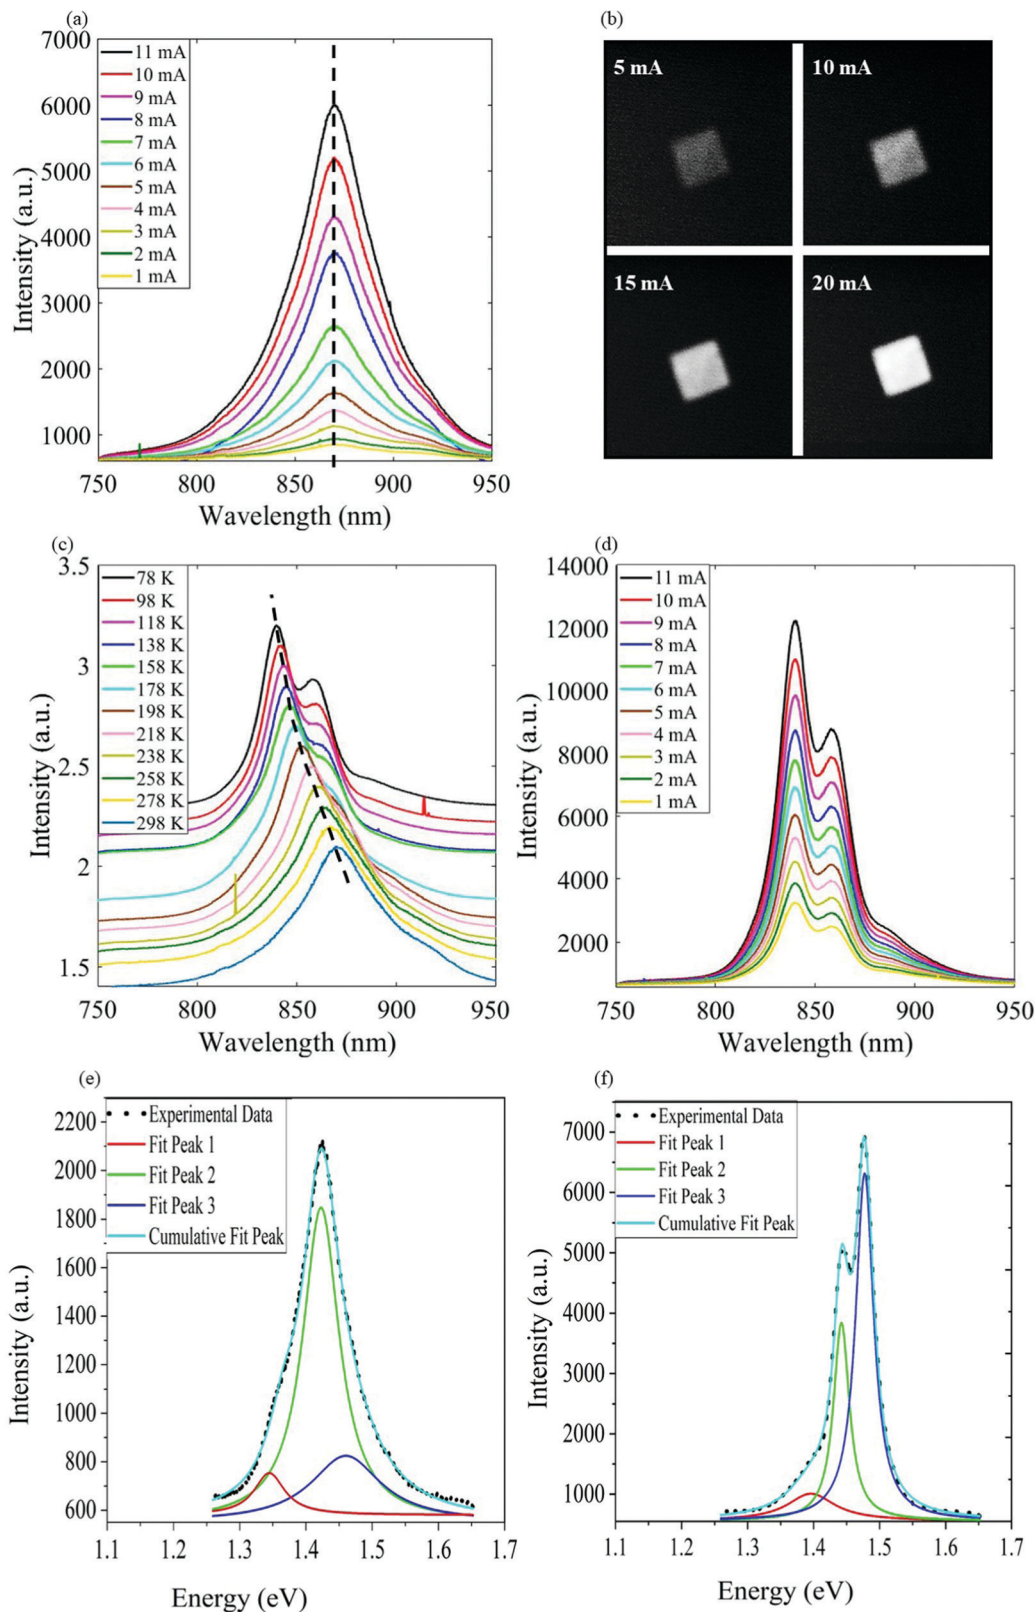 (a)
7000
6000
5000
4000
3000
2000
1000
Intensity (a.u.)
11 mA
10 mA
9 mA
8 mA
7 mA
6 mA
5 mA
4 mA
3 mA
2 mA
1 mA
750 800 850 900 950
Wavelength (nm)
(b)
5 mA
10 mA
15 mA
20 mA
(c)
3.5
3
2.5
2
1.5
Intensity (a.u.)
78 K
98 K
118 K
138 K
158 K
178 K
198 K
218 K
238 K
258 K
278 K
298 K
750 800 850 900 950
Wavelength (nm)
(d)
14000
12000
10000
8000
6000
4000
2000
Intensity (a.u.)
11 mA
10 mA
9 mA
8 mA
7 mA
6 mA
5 mA
4 mA
3 mA
2 mA
1 mA
750 800 850 900 950
Wavelength (nm)
(e)
2200
2000
1800
1600
1400
1200
1000
800
600
Intensity (a.u.)
Experimental Data
Fit Peak 1
Fit Peak 2
Fit Peak 3
Cumulative Fit Peak
1.1 1.2 1.3 1.4 1.5 1.6 1.7
Energy (eV)
(f)
7000
6000
5000
4000
3000
2000
1000
Intensity (a.u.)
Experimental Data
Fit Peak 1
Fit Peak 2
Fit Peak 3
Cumulative Fit Peak
1.1 1.2 1.3 1.4 1.5 1.6 1.7
Energy (eV)